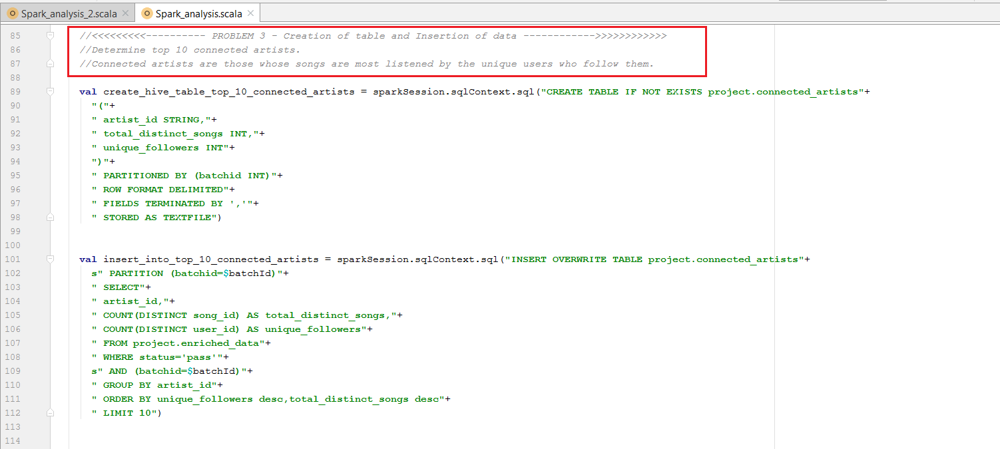 Spark_analysis_2.scala Spark_analysis.scala
85 //<<<<<<<<<---------- PROBLEM 3 - Creation of table and Insertion of data ------------>>>>>>>>>>>>
86 //Determine top 10 connected artists.
87 //Connected artists are those whose songs are most listened by the unique users who follow them.
88
89 val create_hive_table_top_10_connected_artists = sparkSession.sqlContext.sql("CREATE TABLE IF NOT EXISTS project.connected_artists"+
90 "("+
91 " artist_id STRING,"+
92 " total_distinct_songs INT,"+
93 " unique_followers INT"+
94 ")"+
95 " PARTITIONED BY (batchid INT)"+
96 " ROW FORMAT DELIMITED"+
97 " FIELDS TERMINATED BY ','"+
98 " STORED AS TEXTFILE")
99
100
101 val insert_into_top_10_connected_artists = sparkSession.sqlContext.sql("INSERT OVERWRITE TABLE project.connected_artists"+
102 s" PARTITION (batchid=$batchId)"+
103 " SELECT"+
104 " artist_id,"+
105 " COUNT(DISTINCT song_id) AS total_distinct_songs,"+
106 " COUNT(DISTINCT user_id) AS unique_followers"+
107 " FROM project.enriched_data"+
108 " WHERE status='pass'"+
109 s" AND (batchid=$batchId)"+
110 " GROUP BY artist_id"+
111 " ORDER BY unique_followers desc,total_distinct_songs desc"+
112 " LIMIT 10")
113
114